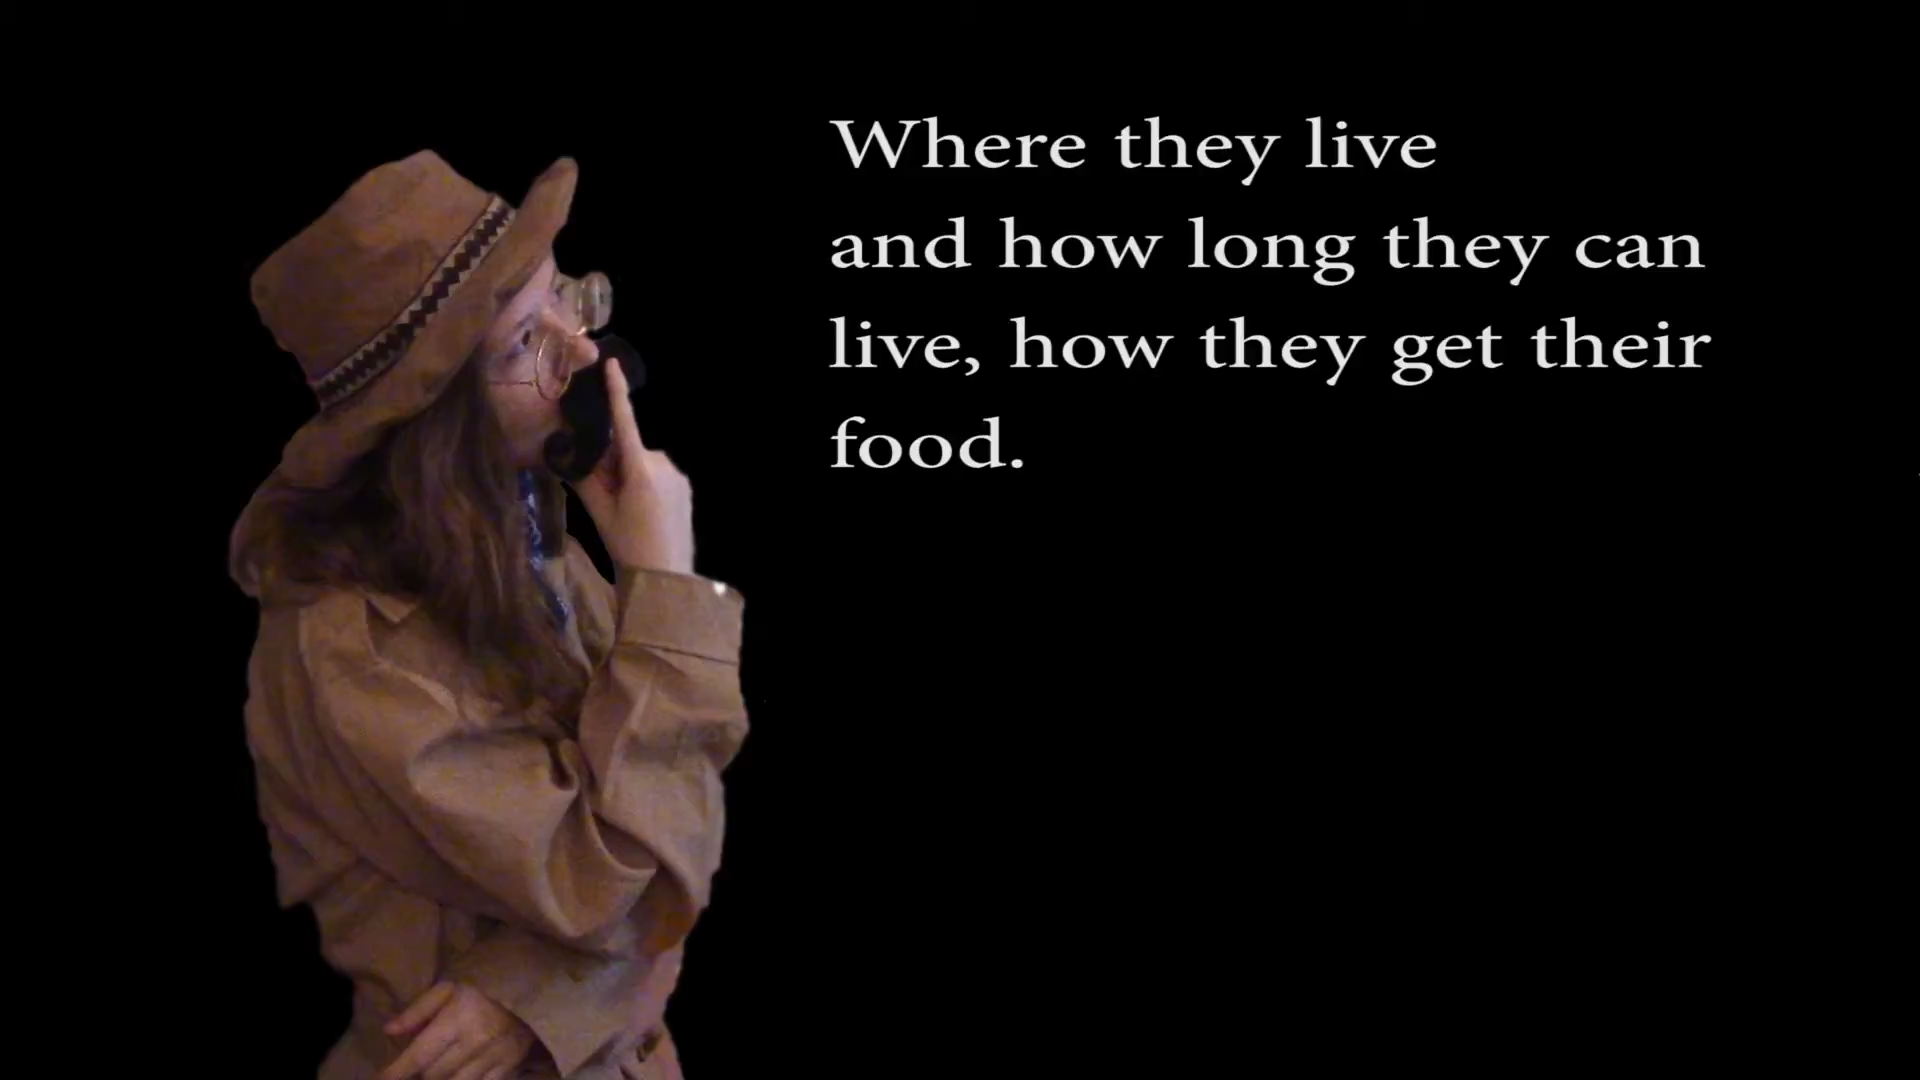 Where they live
and how long they can
live, how they get their
food.